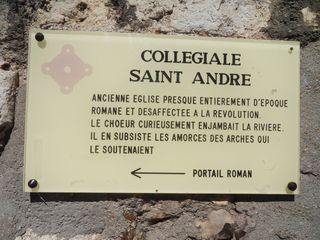 COLLEGIALE
SAINT ANDRE
ANCIENNE EGLISE PRESQUE ENTIEREMENT D'EPOQUE
ROMANE ET DESAFFECTEE A LA REVOLUTION.
LE CHOEUR CURIEUSEMENT ENJAMBAIT LA RIVIERE.
IL EN SUBSISTE LES AMORCES DES ARCHES QUI
LE SOUTENAIENT
← PORTAIL ROMAN